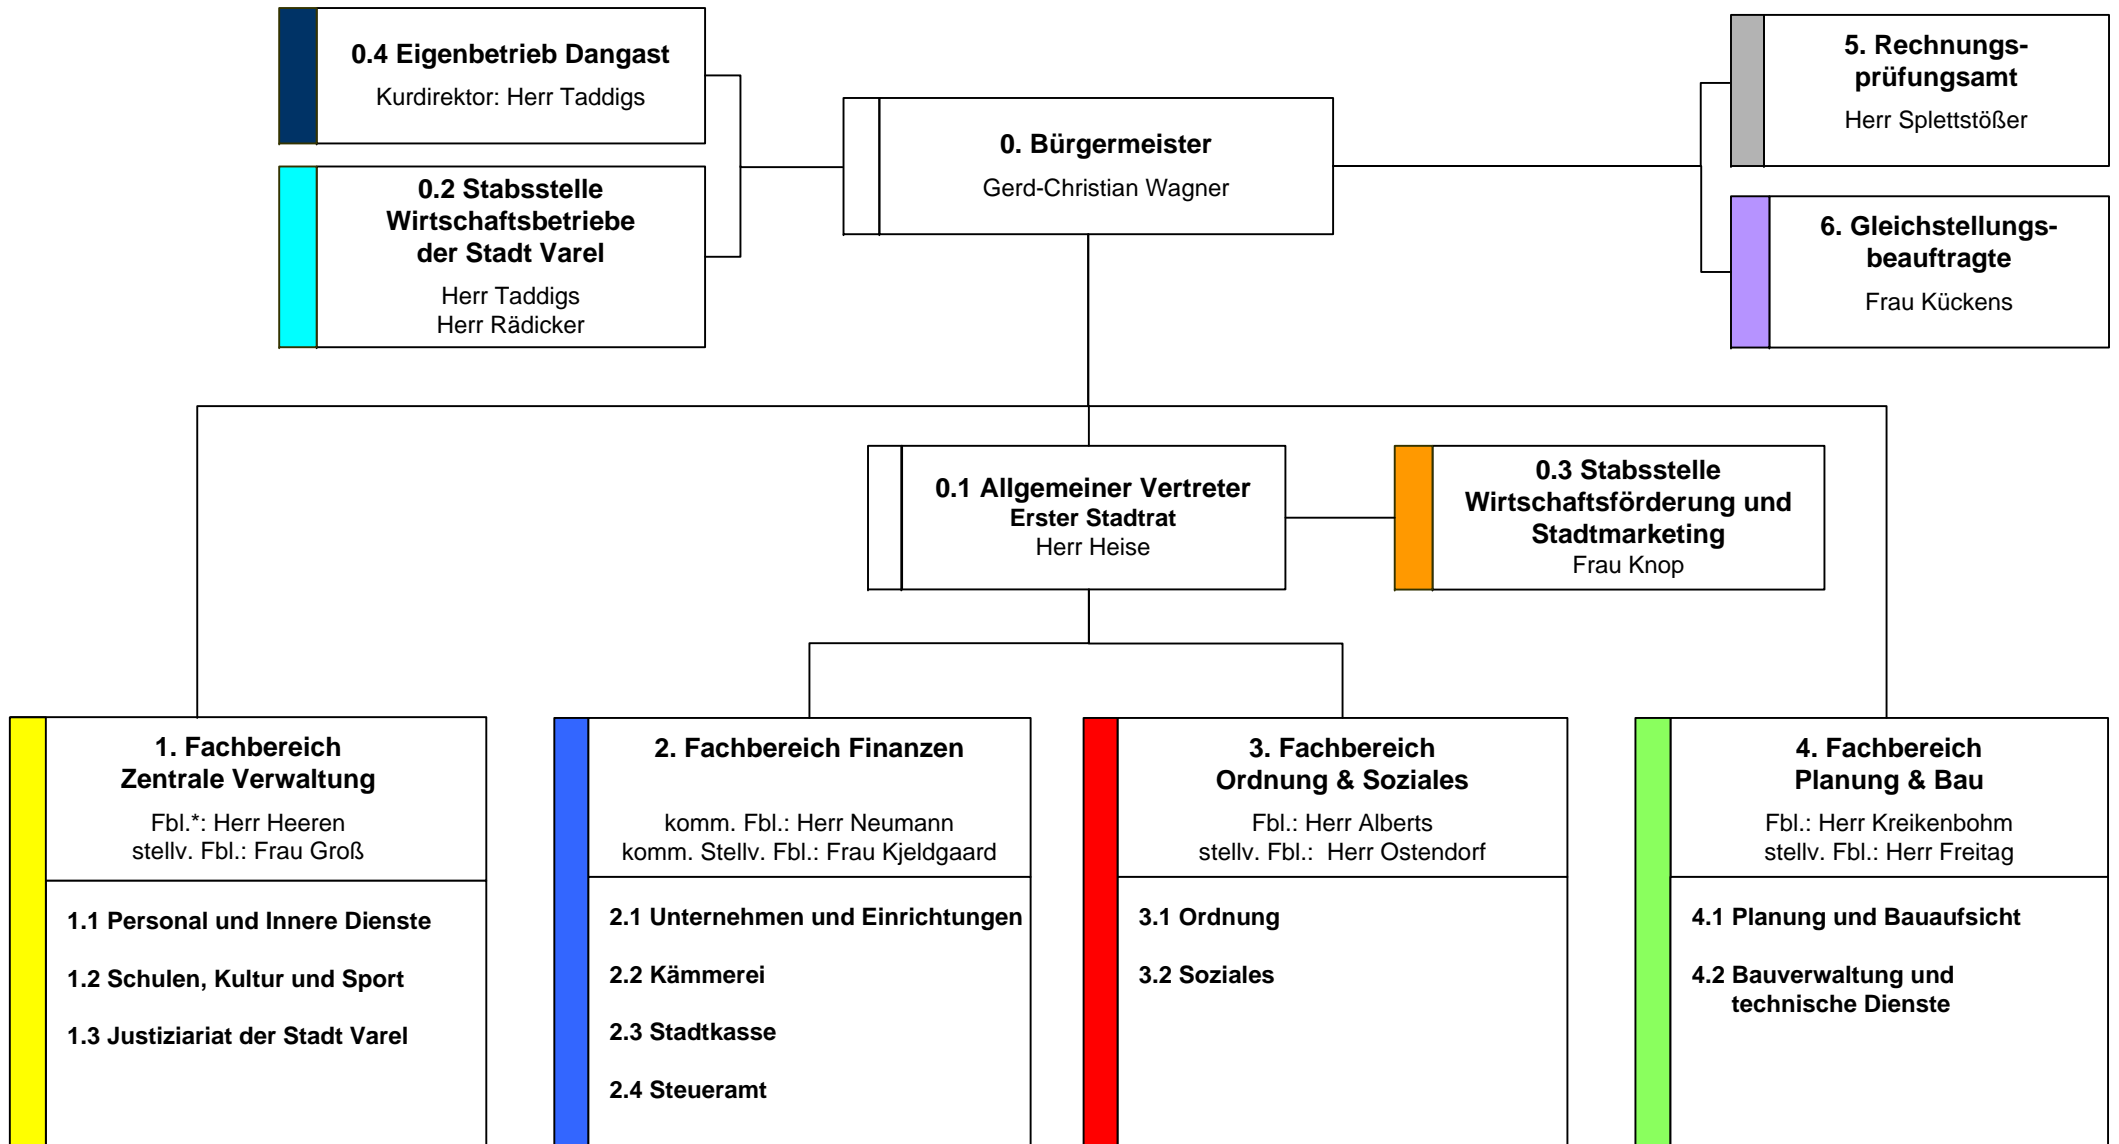 0.4 Eigenbetrieb Dangast
Kurdirektor: Herr Taddigs
0.2 Stabsstelle
Wirtschaftsbetriebe
der Stadt Varel
Herr Taddigs
Herr Rädicker
0. Bürgermeister
Gerd-Christian Wagner
5. Rechnungs-
prüfungsamt
Herr Splettstößer
6. Gleichstellungs-
beauftragte
Frau Kückens
0.1 Allgemeiner Vertreter
Erster Stadtrat
Herr Heise
0.3 Stabsstelle
Wirtschaftsförderung und
Stadtmarketing
Frau Knop
1. Fachbereich
Zentrale Verwaltung
Fbl.*: Herr Heeren
stellv. Fbl.: Frau Groß
1.1 Personal und Innere Dienste
1.2 Schulen, Kultur und Sport
1.3 Justiziariat der Stadt Varel
2. Fachbereich Finanzen
komm. Fbl.: Herr Neumann
komm. Stellv. Fbl.: Frau Kjeldgaard
2.1 Unternehmen und Einrichtungen
2.2 Kämmerei
2.3 Stadtkasse
2.4 Steueramt
3. Fachbereich
Ordnung & Soziales
Fbl.: Herr Alberts
stellv. Fbl.: Herr Ostendorf
3.1 Ordnung
3.2 Soziales
4. Fachbereich
Planung & Bau
Fbl.: Herr Kreikenbohm
stellv. Fbl.: Herr Freitag
4.1 Planung und Bauaufsicht
4.2 Bauverwaltung und
technische Dienste